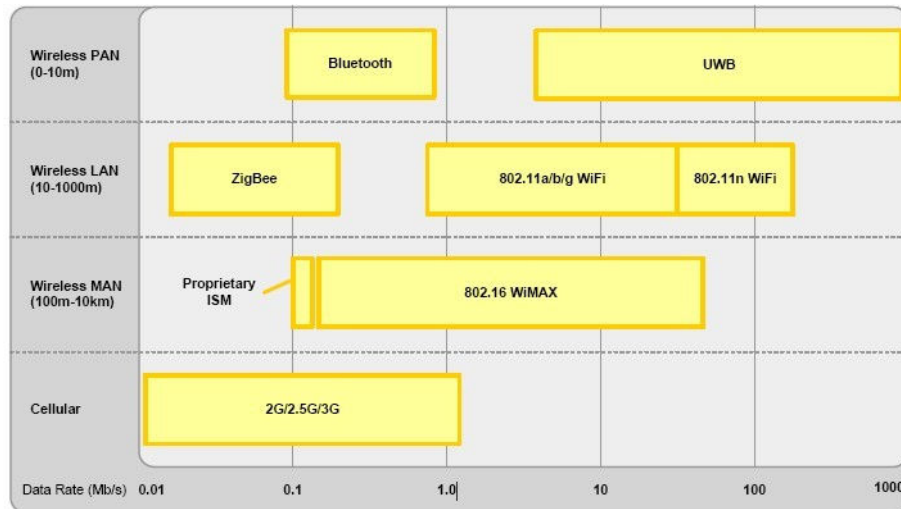 Wireless PAN
(0-10m)
Bluetooth
UWB
Wireless LAN
(10-1000m)
ZigBee
802.11a/b/g WiFi
802.11n WiFi
Wireless MAN
(100m-10km)
Proprietary
ISM
802.16 WiMAX
Cellular
2G/2.5G/3G
Data Rate (Mb/s) 0.01 0.1 1.0 10 100 1000